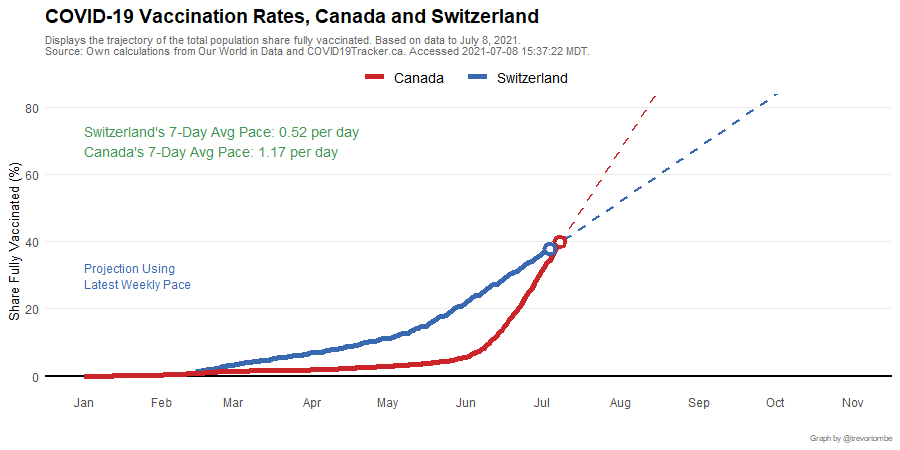 COVID-19 Vaccination Rates, Canada and Switzerland
Displays the trajectory of the total population share fully vaccinated. Based on data to July 8, 2021.
Source: Own calculations from Our World in Data and COVID19Tracker.ca. Accessed 2021-07-08 15:37:22 MDT.
Canada Switzerland
Share Fully Vaccinated (%)
80
60
40
20
0
Switzerland's 7-Day Avg Pace: 0.52 per day
Canada's 7-Day Avg Pace: 1.17 per day
Projection Using
Latest Weekly Pace
Jan Feb Mar Apr May Jun Jul Aug Sep Oct Nov
Graph by @trevortombe